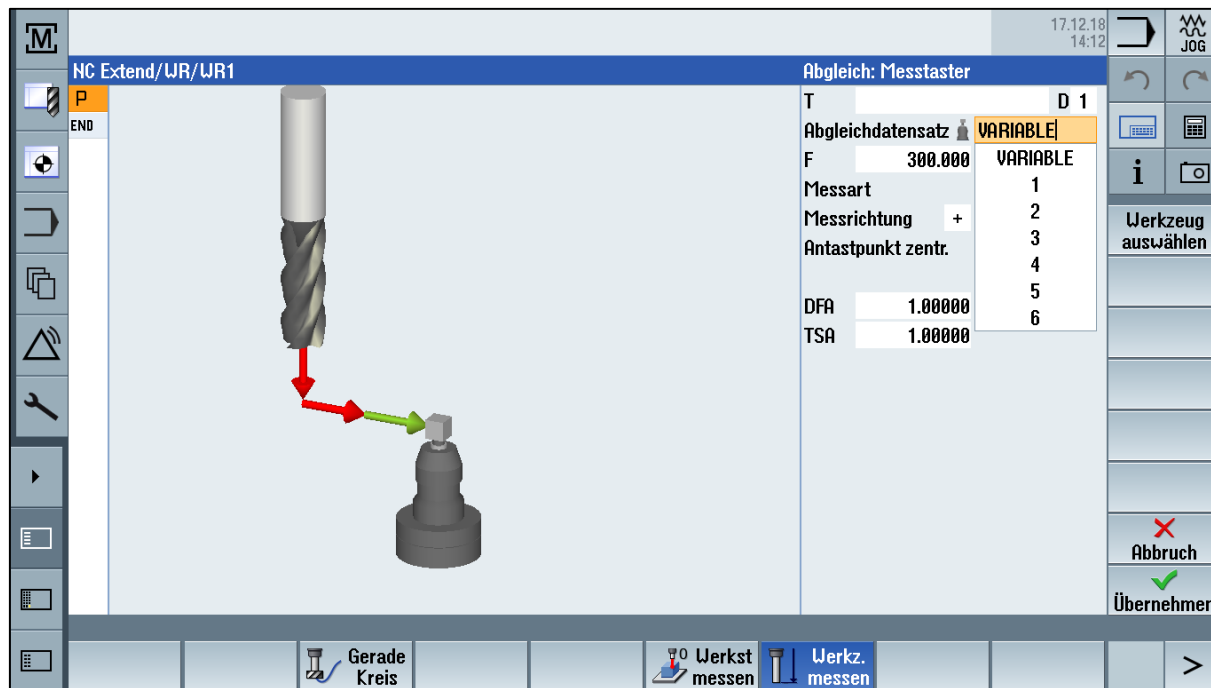 M
17.12.18
14:12
JOG
NC Extend/WR/WR1
Abgleich: Messtaster
P
END
T
D 1
Abgleichdatensatz VARIABLE
F 300.000
VARIABLE
1
2
3
4
5
6
Messart
Messrichtung +
Antastpunkt zentr.
DFA 1.00000
TSA 1.00000
i
Werkzeug
auswählen
Abbruch
Übernehmen
Gerade
Kreis
Werkst
messen
Werkz.
messen
>